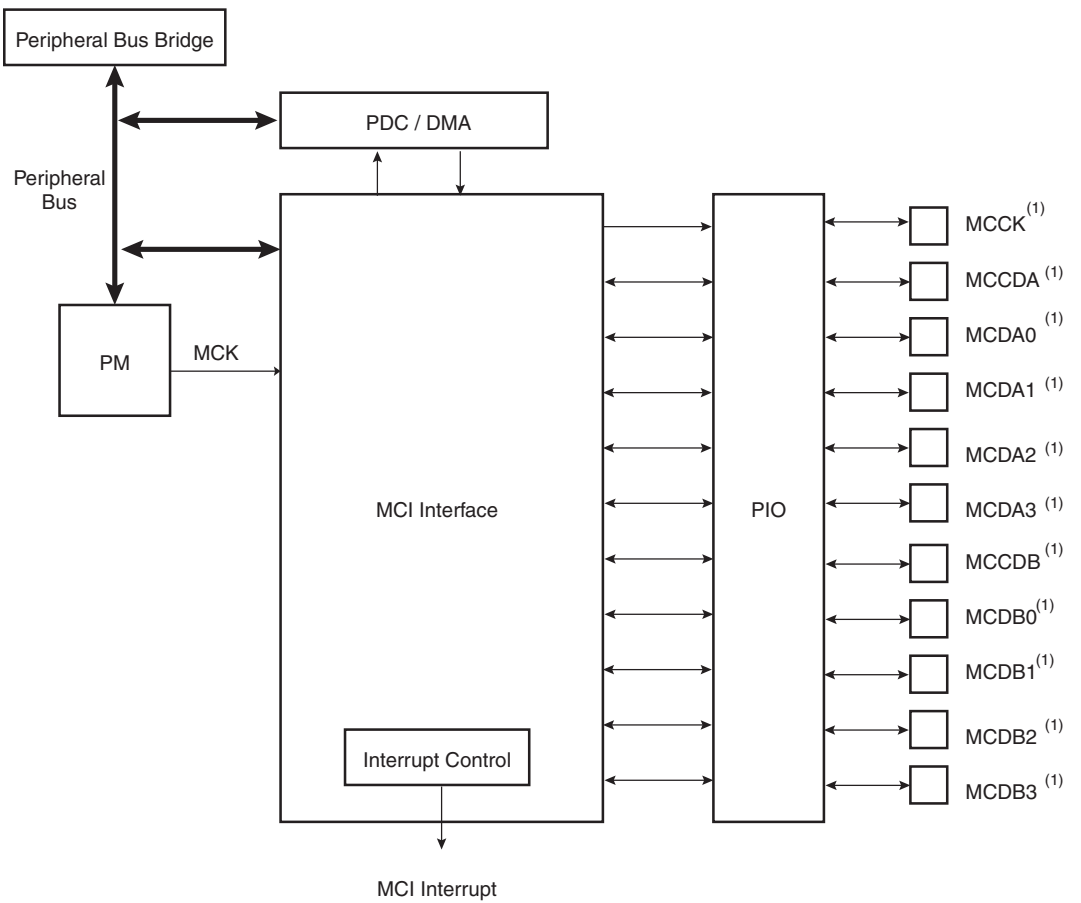 Peripheral Bus Bridge
PDC / DMA
Peripheral
Bus
PM
MCK
MCI Interface
Interrupt Control
MCI Interrupt
PIO
MCCK(1)
MCCDA (1)
MCDA0 (1)
MCDA1 (1)
MCDA2 (1)
MCDA3 (1)
MCCDB (1)
MCDB0(1)
MCDB1(1)
MCDB2 (1)
MCDB3 (1)